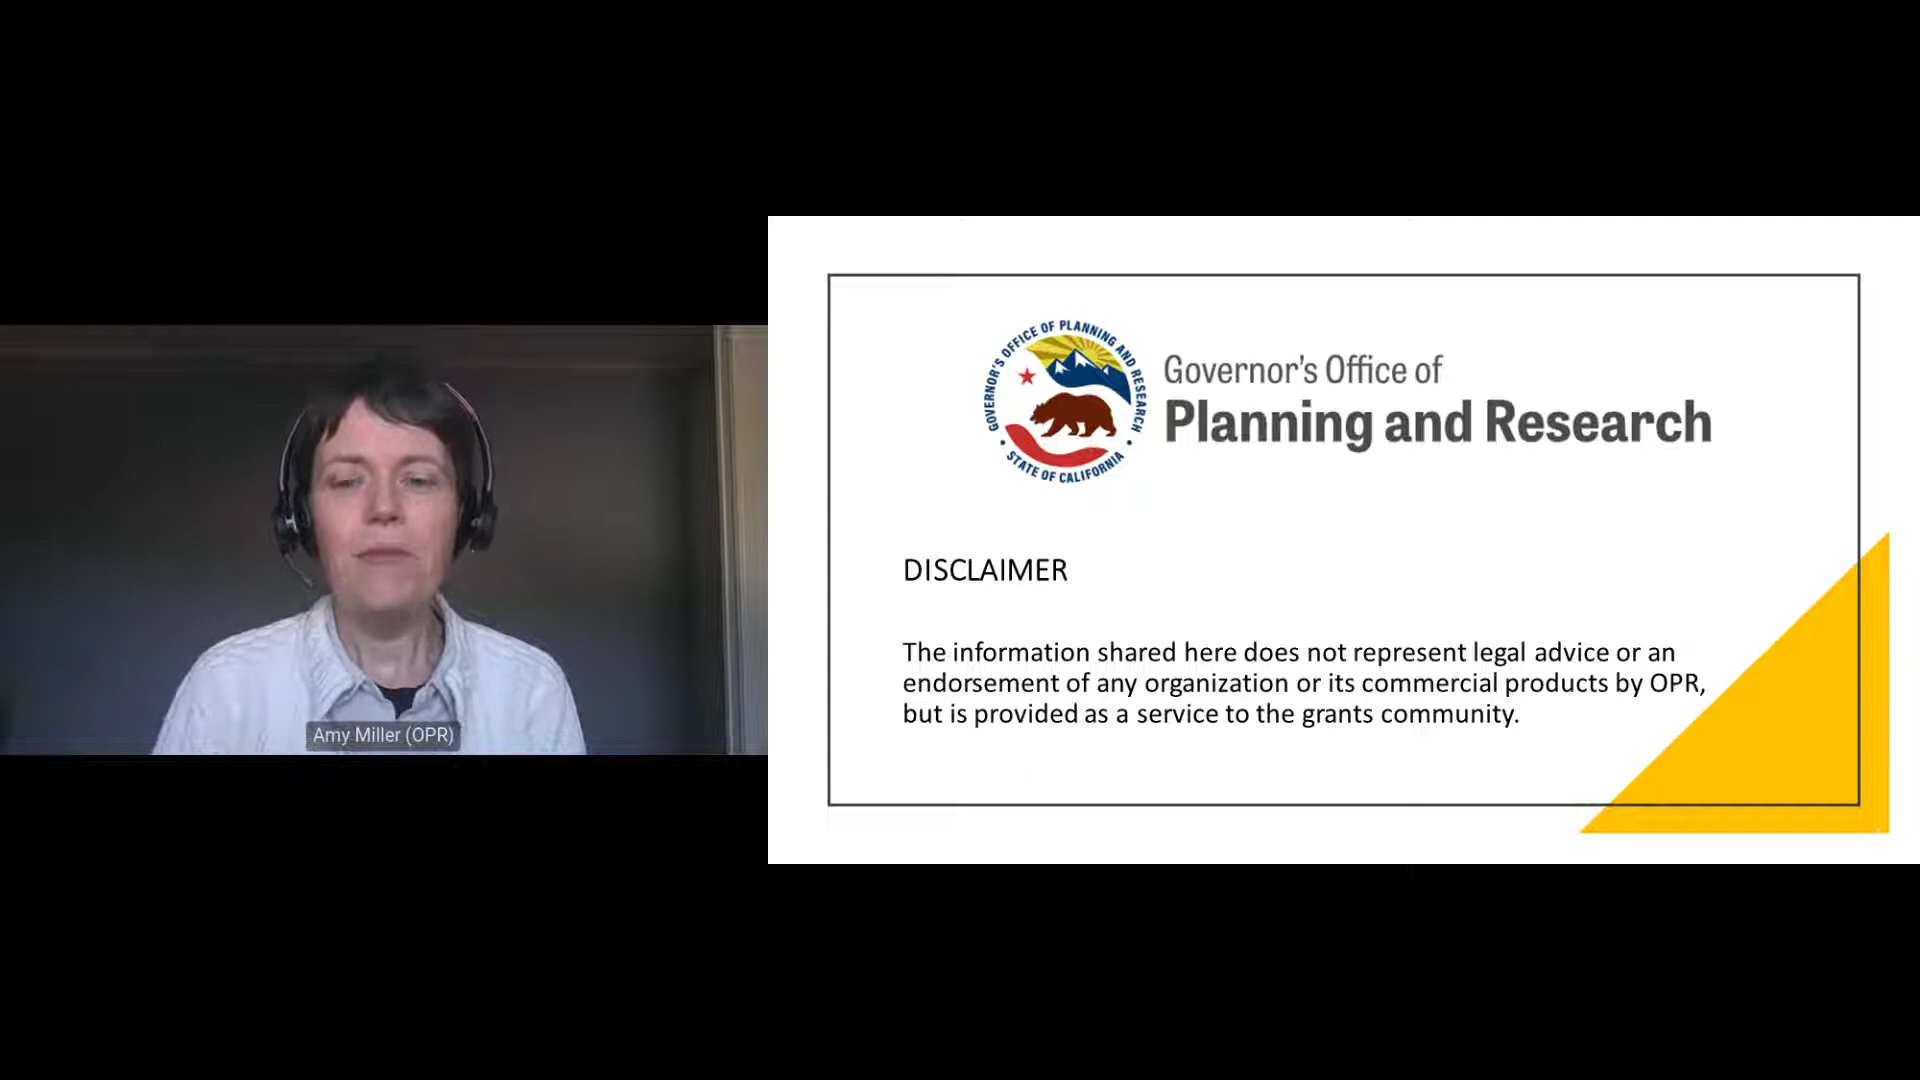 Amy Miller (OPR)
GOVERNOR'S OFFICE OF PLANNING AND RESEARCH
• STATE OF CALIFORNIA •
Governor's Office of
Planning and Research
DISCLAIMER
The information shared here does not represent legal advice or an
endorsement of any organization or its commercial products by OPR,
but is provided as a service to the grants community.